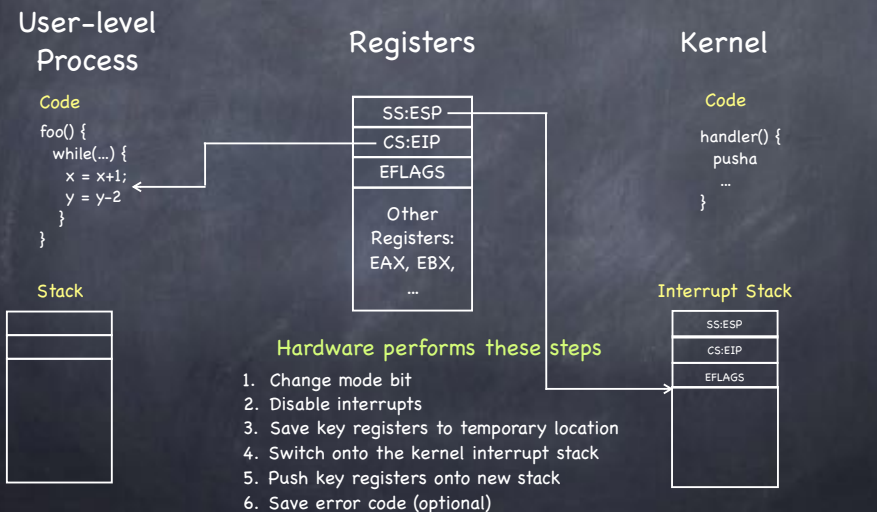 User-level
Process
Registers
Kernel
Code
foo() {
while(...) {
x = x+1;
y = y-2
}
}
Stack
SS:ESP
CS:EIP
EFLAGS
Other
Registers:
EAX, EBX,
...
Code
handler() {
pusha
...
}
Interrupt Stack
SS:ESP
CS:EIP
EFLAGS
Hardware performs these steps
1. Change mode bit
2. Disable interrupts
3. Save key registers to temporary location
4. Switch onto the kernel interrupt stack
5. Push key registers onto new stack
6. Save error code (optional)